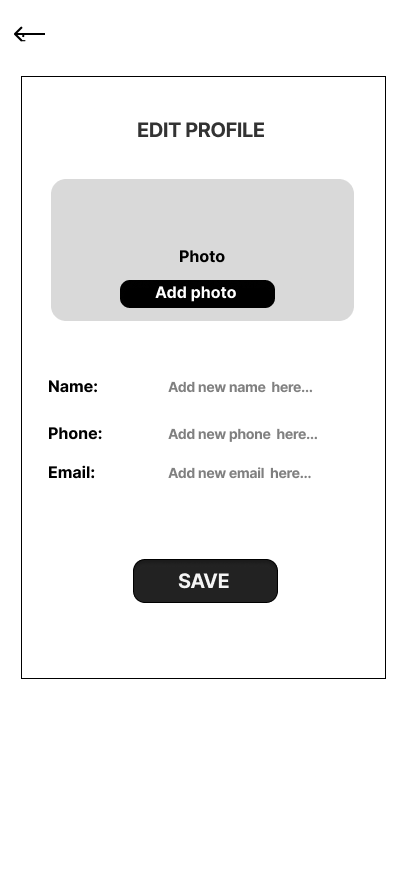 EDIT PROFILE
Photo
Add photo
Name: Add new name here...
Phone: Add new phone here...
Email: Add new email here...
SAVE